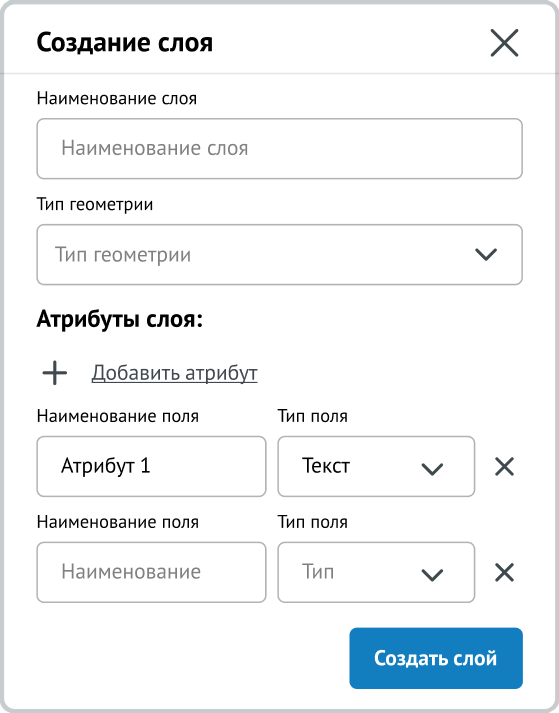 Создание слоя
Наименование слоя
Наименование слоя
Тип геометрии
Тип геометрии
Атрибуты слоя:
Добавить атрибут
Наименование поля Тип поля
Атрибут 1 Текст
Наименование поля Тип поля
Наименование Тип
Создать слой